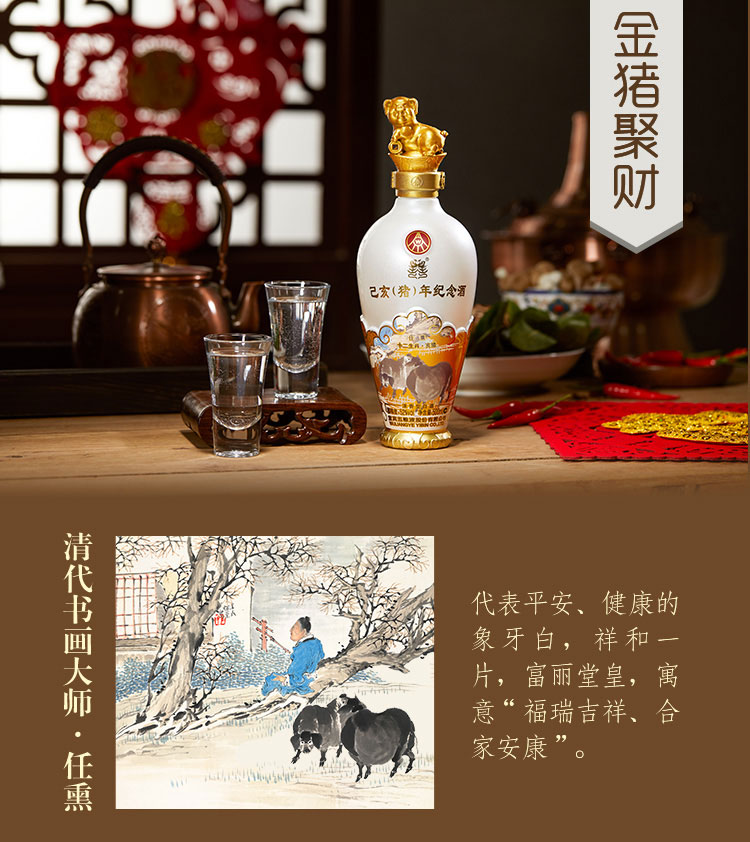 金猪聚财
己亥(猪)年纪念酒
清代书画大师·任熏
代表平安、健康的
象牙白，祥和一
片，富丽堂皇，寓
意“福瑞吉祥、合
家安康”。